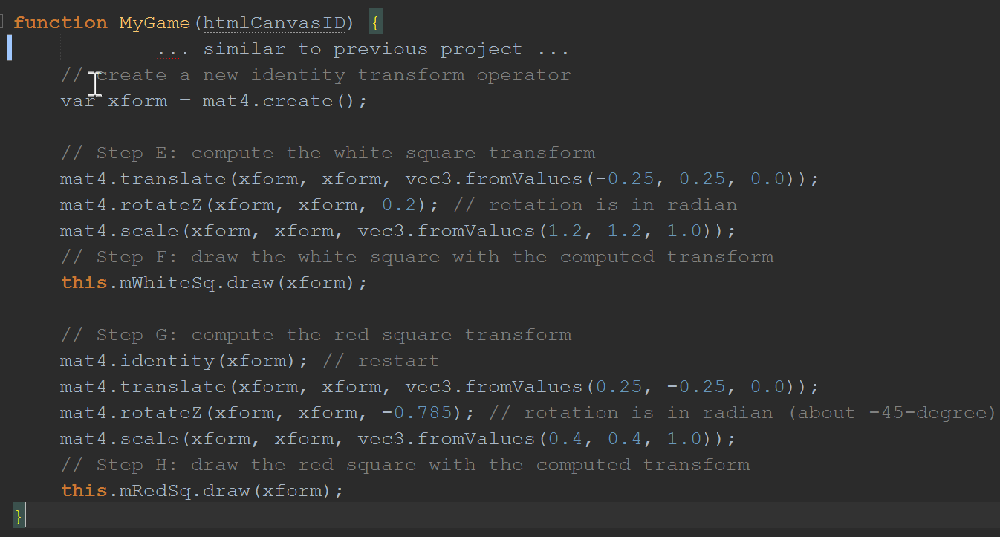 function MyGame(htmlCanvasID) {
... similar to previous project ...
// create a new identity transform operator
var xform = mat4.create();
// Step E: compute the white square transform
mat4.translate(xform, xform, vec3.fromValues(-0.25, 0.25, 0.0));
mat4.rotateZ(xform, xform, 0.2); // rotation is in radian
mat4.scale(xform, xform, vec3.fromValues(1.2, 1.2, 1.0));
// Step F: draw the white square with the computed transform
this.mWhiteSq.draw(xform);
// Step G: compute the red square transform
mat4.identity(xform); // restart
mat4.translate(xform, xform, vec3.fromValues(0.25, -0.25, 0.0));
mat4.rotateZ(xform, xform, -0.785); // rotation is in radian (about -45-degree)
mat4.scale(xform, xform, vec3.fromValues(0.4, 0.4, 1.0));
// Step H: draw the red square with the computed transform
this.mRedSq.draw(xform);
}